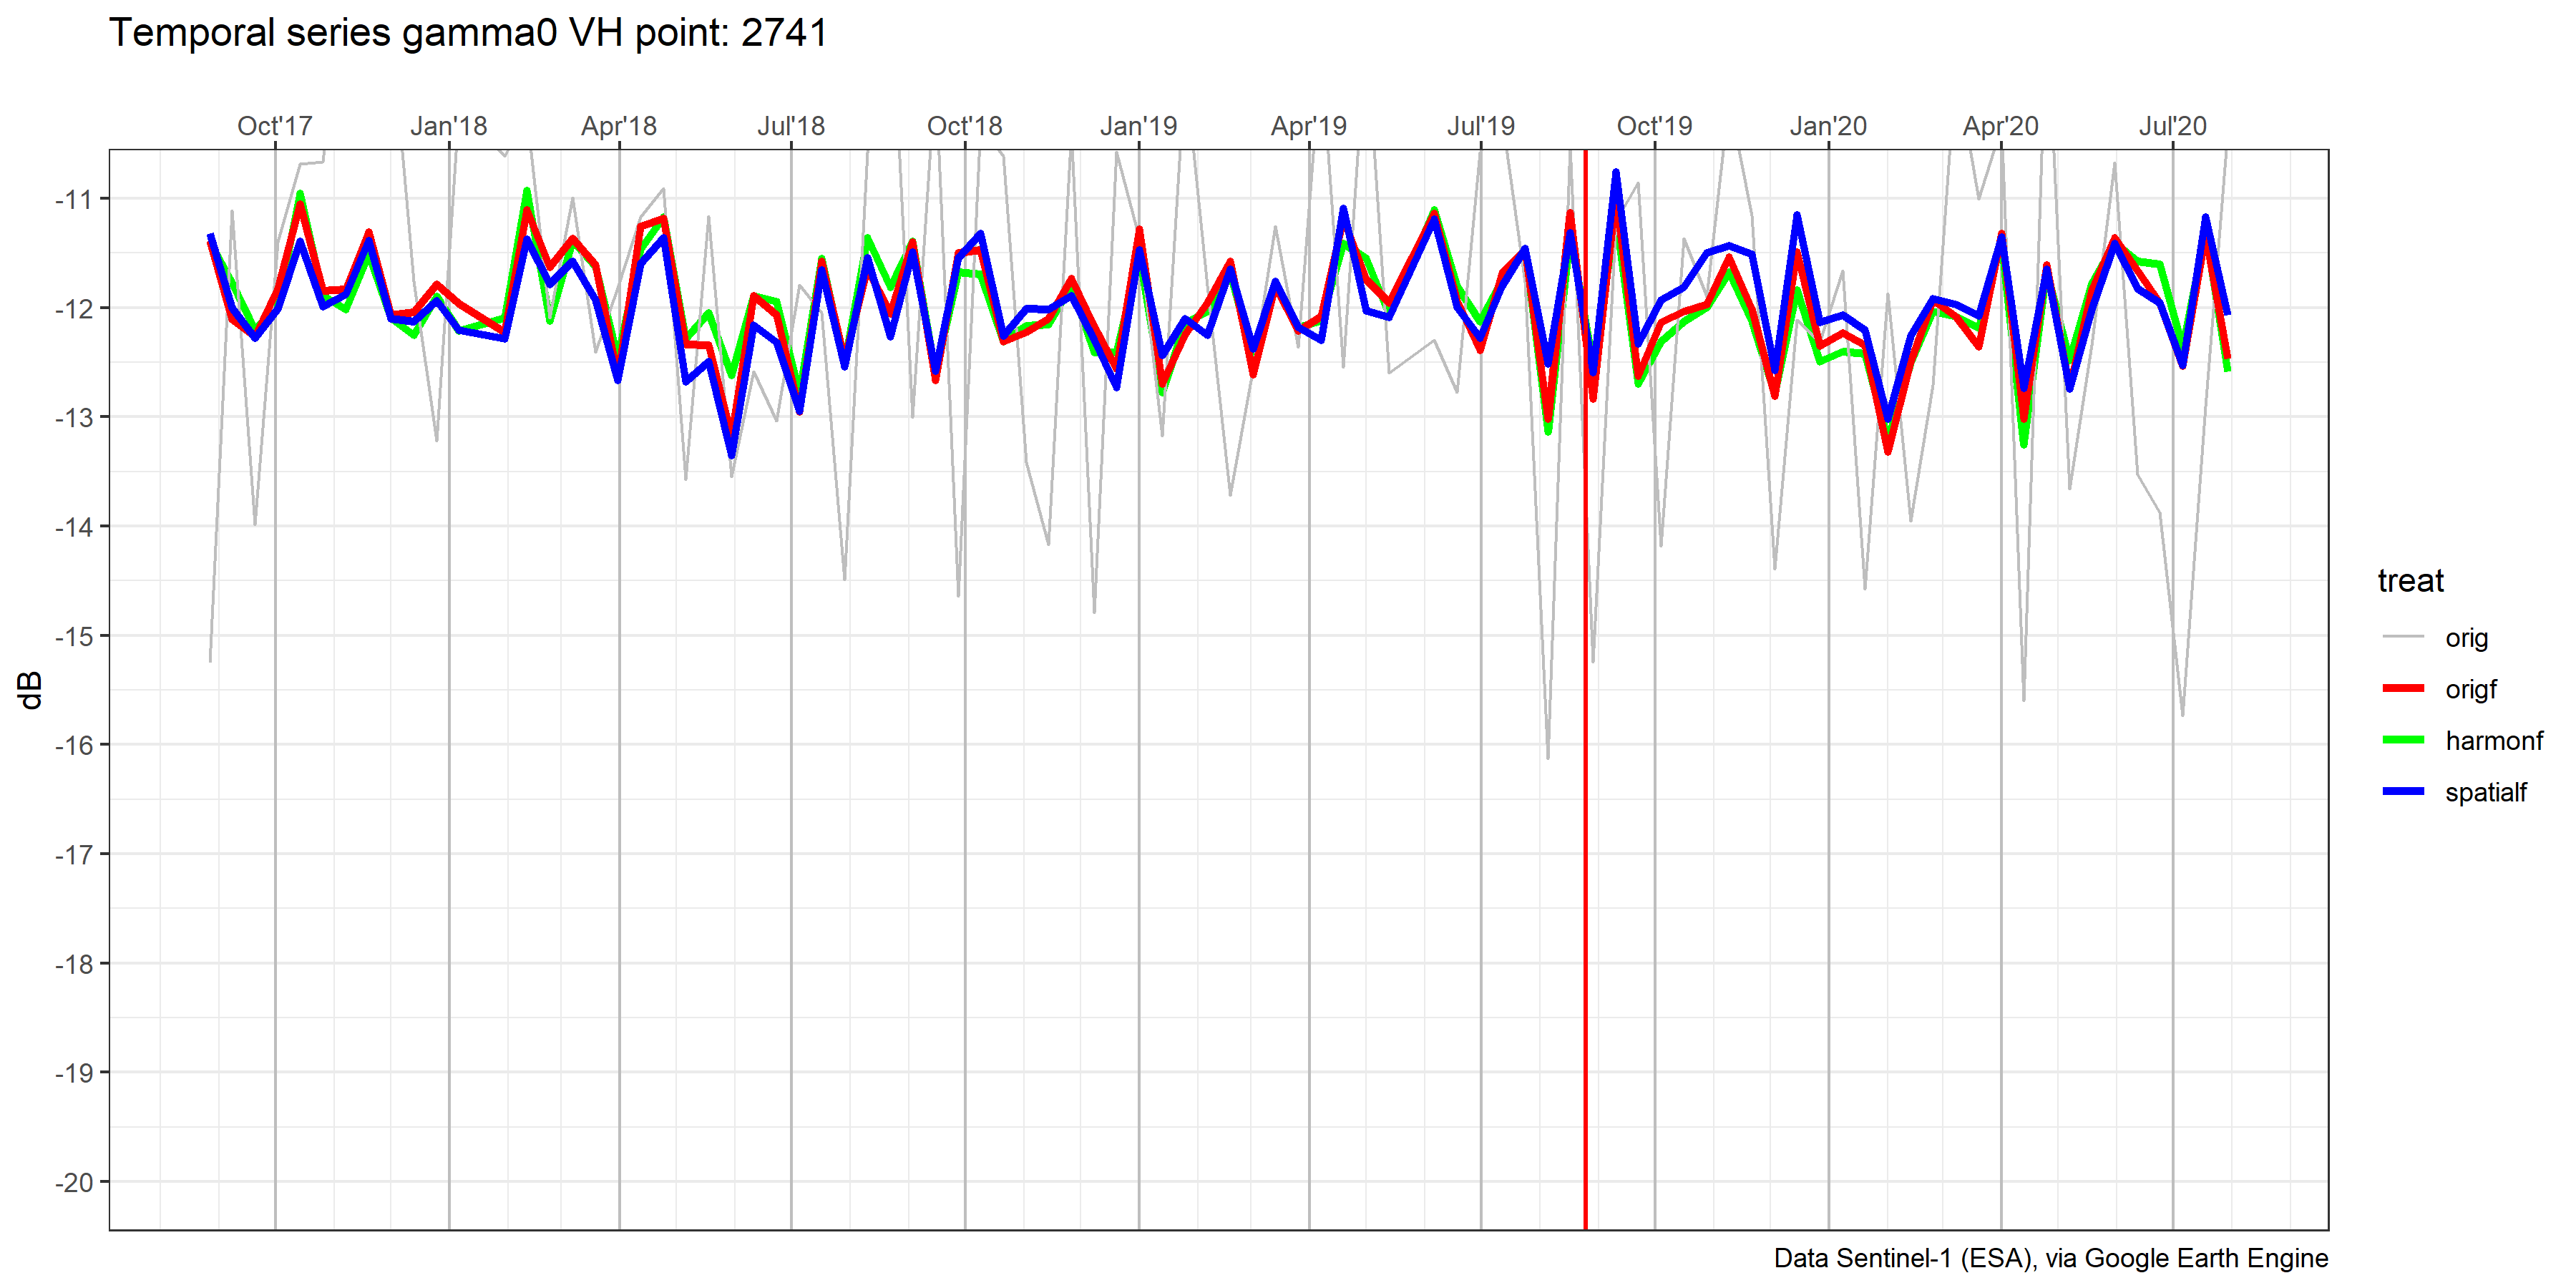 Temporal series gamma0 VH point: 2741
Oct'17 Jan'18 Apr'18 Jul'18 Oct'18 Jan'19 Apr'19 Jul'19 Oct'19 Jan'20 Apr'20 Jul'20
-11
-12
-13
-14
-15
-16
-17
-18
-19
-20
dB
treat
orig
origf
harmonf
spatialf
Data Sentinel-1 (ESA), via Google Earth Engine